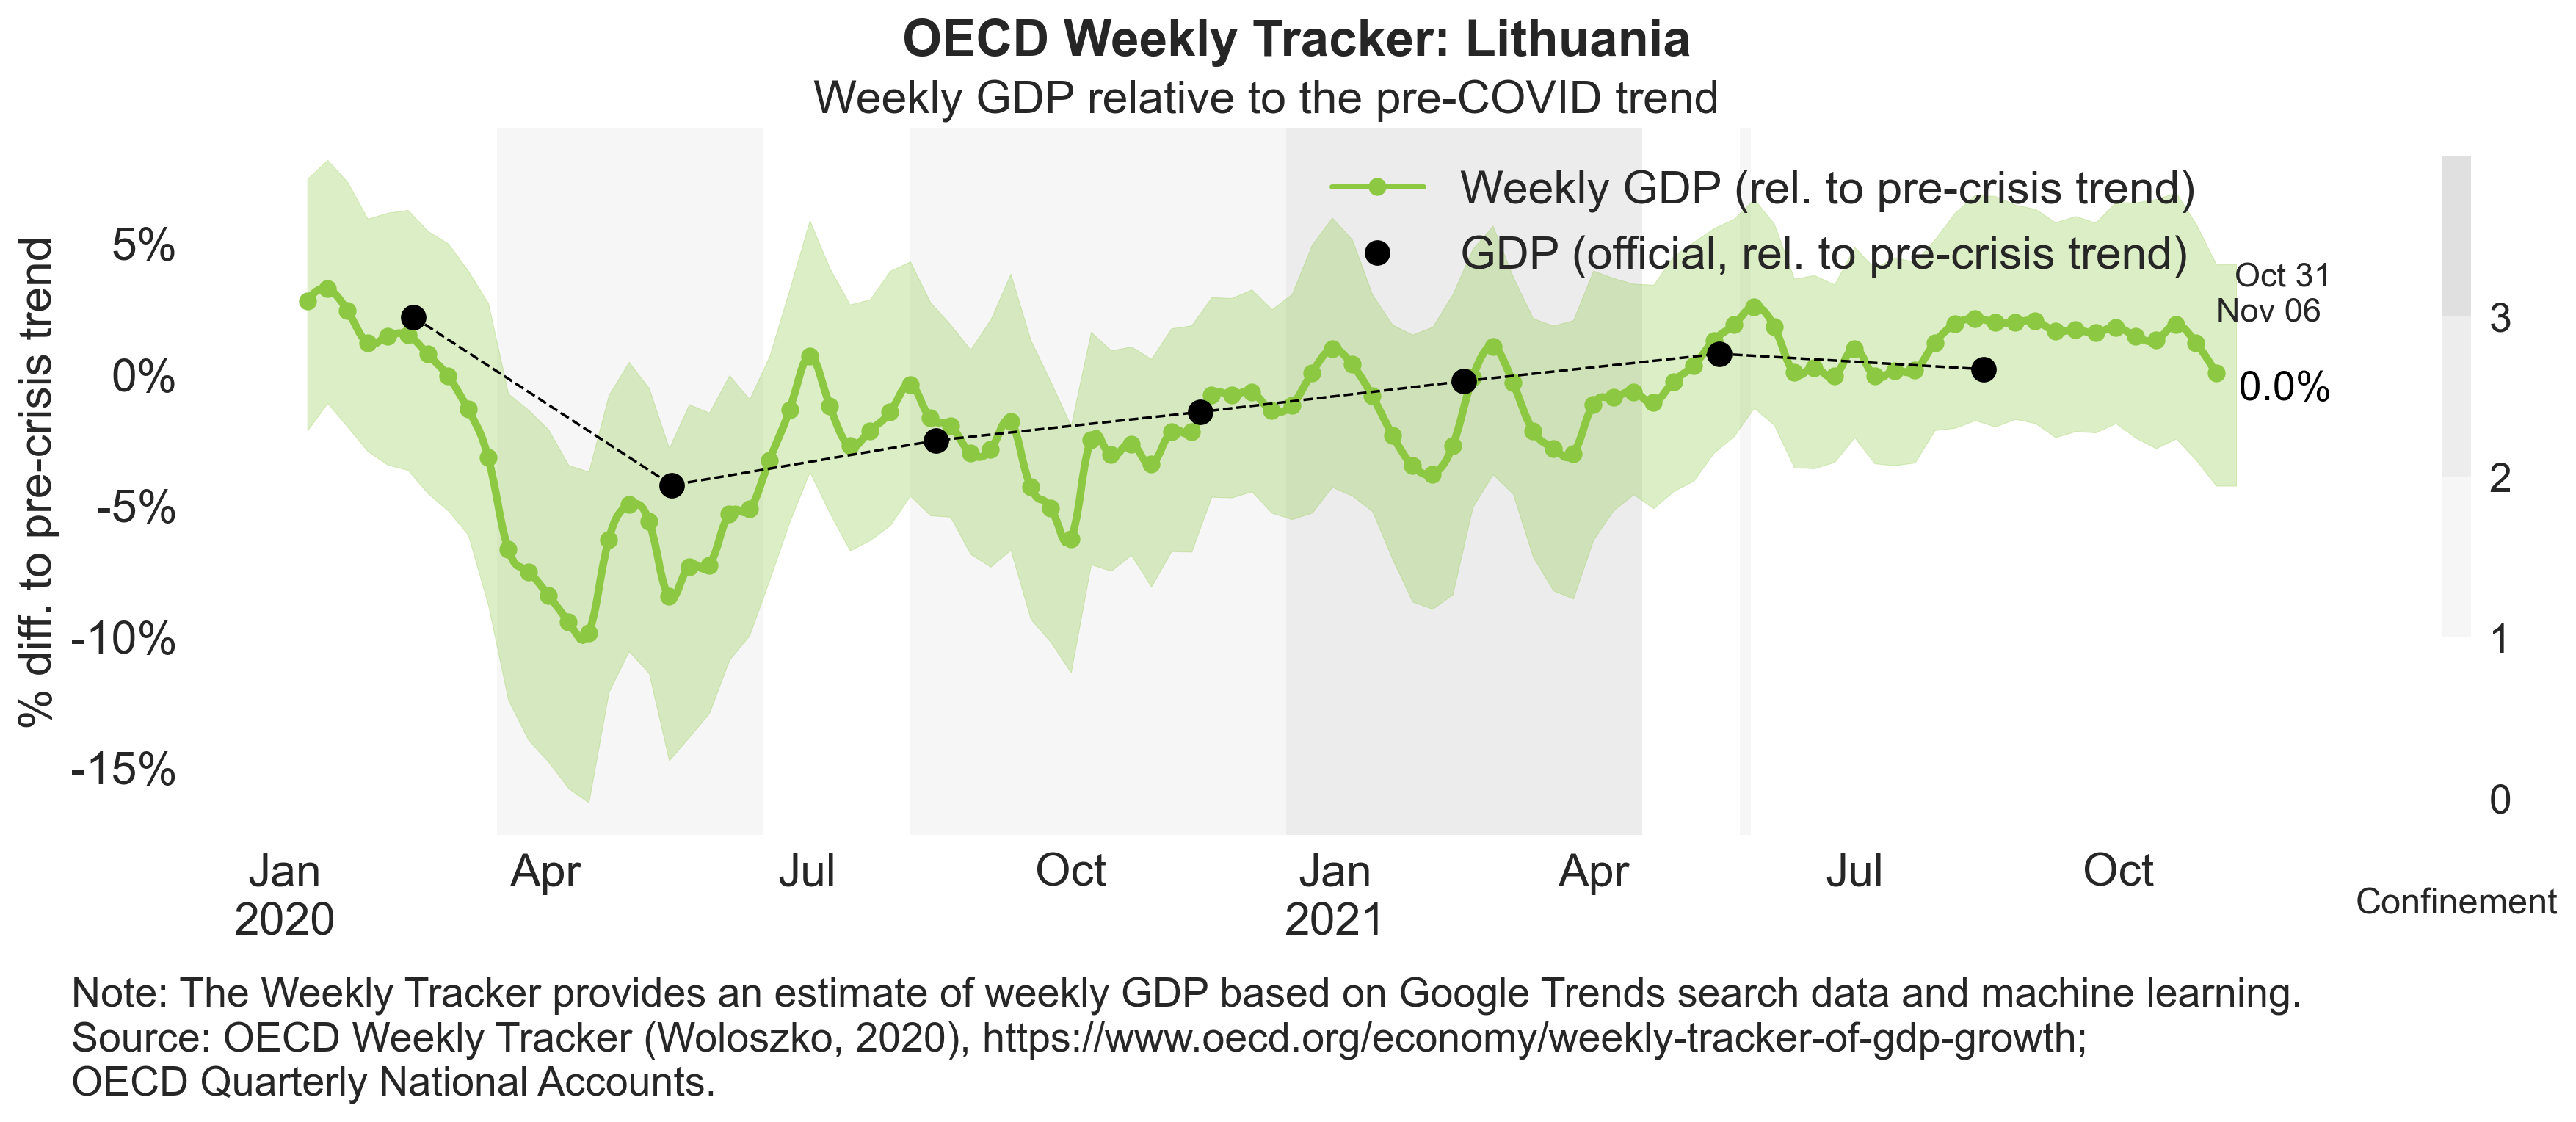 OECD Weekly Tracker: Lithuania
Weekly GDP relative to the pre-COVID trend
Weekly GDP (rel. to pre-crisis trend)
GDP (official, rel. to pre-crisis trend)
% diff. to pre-crisis trend
5%
0%
-5%
-10%
-15%
Oct 31
Nov 06
0.0%
3
2
1
0
Jan
2020
Apr
Jul
Oct
Jan
2021
Apr
Jul
Oct
Confinement
Note: The Weekly Tracker provides an estimate of weekly GDP based on Google Trends search data and machine learning.
Source: OECD Weekly Tracker (Woloszko, 2020), https://www.oecd.org/economy/weekly-tracker-of-gdp-growth;
OECD Quarterly National Accounts.